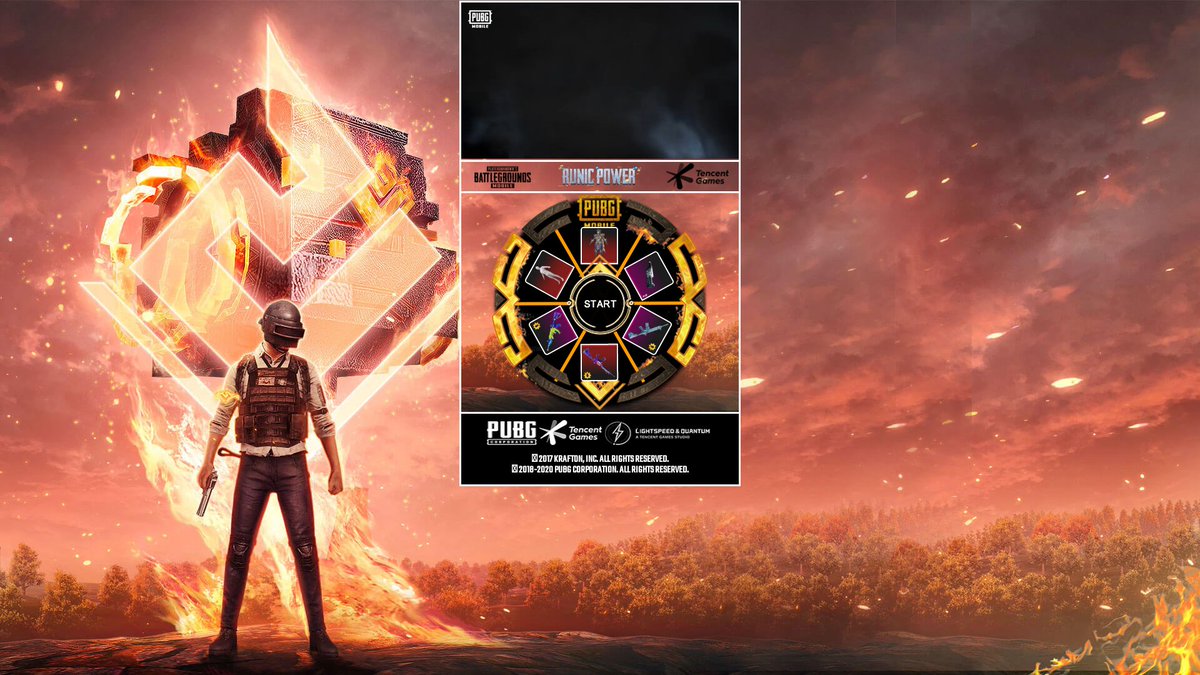 PUBG
MOBILE
BATTLEGROUNDS
MOBILE
RUNIC POWER
Tencent
Games
PUBG
MOBILE
START
PUBG
CORPORATION
Tencent
Games
LIGHTSPEED & QUANTUM
A TENCENT GAMES STUDIO
2017 KRAFTON, INC. ALL RIGHTS RESERVED.
2018-2020 PUBG CORPORATION. ALL RIGHTS RESERVED.